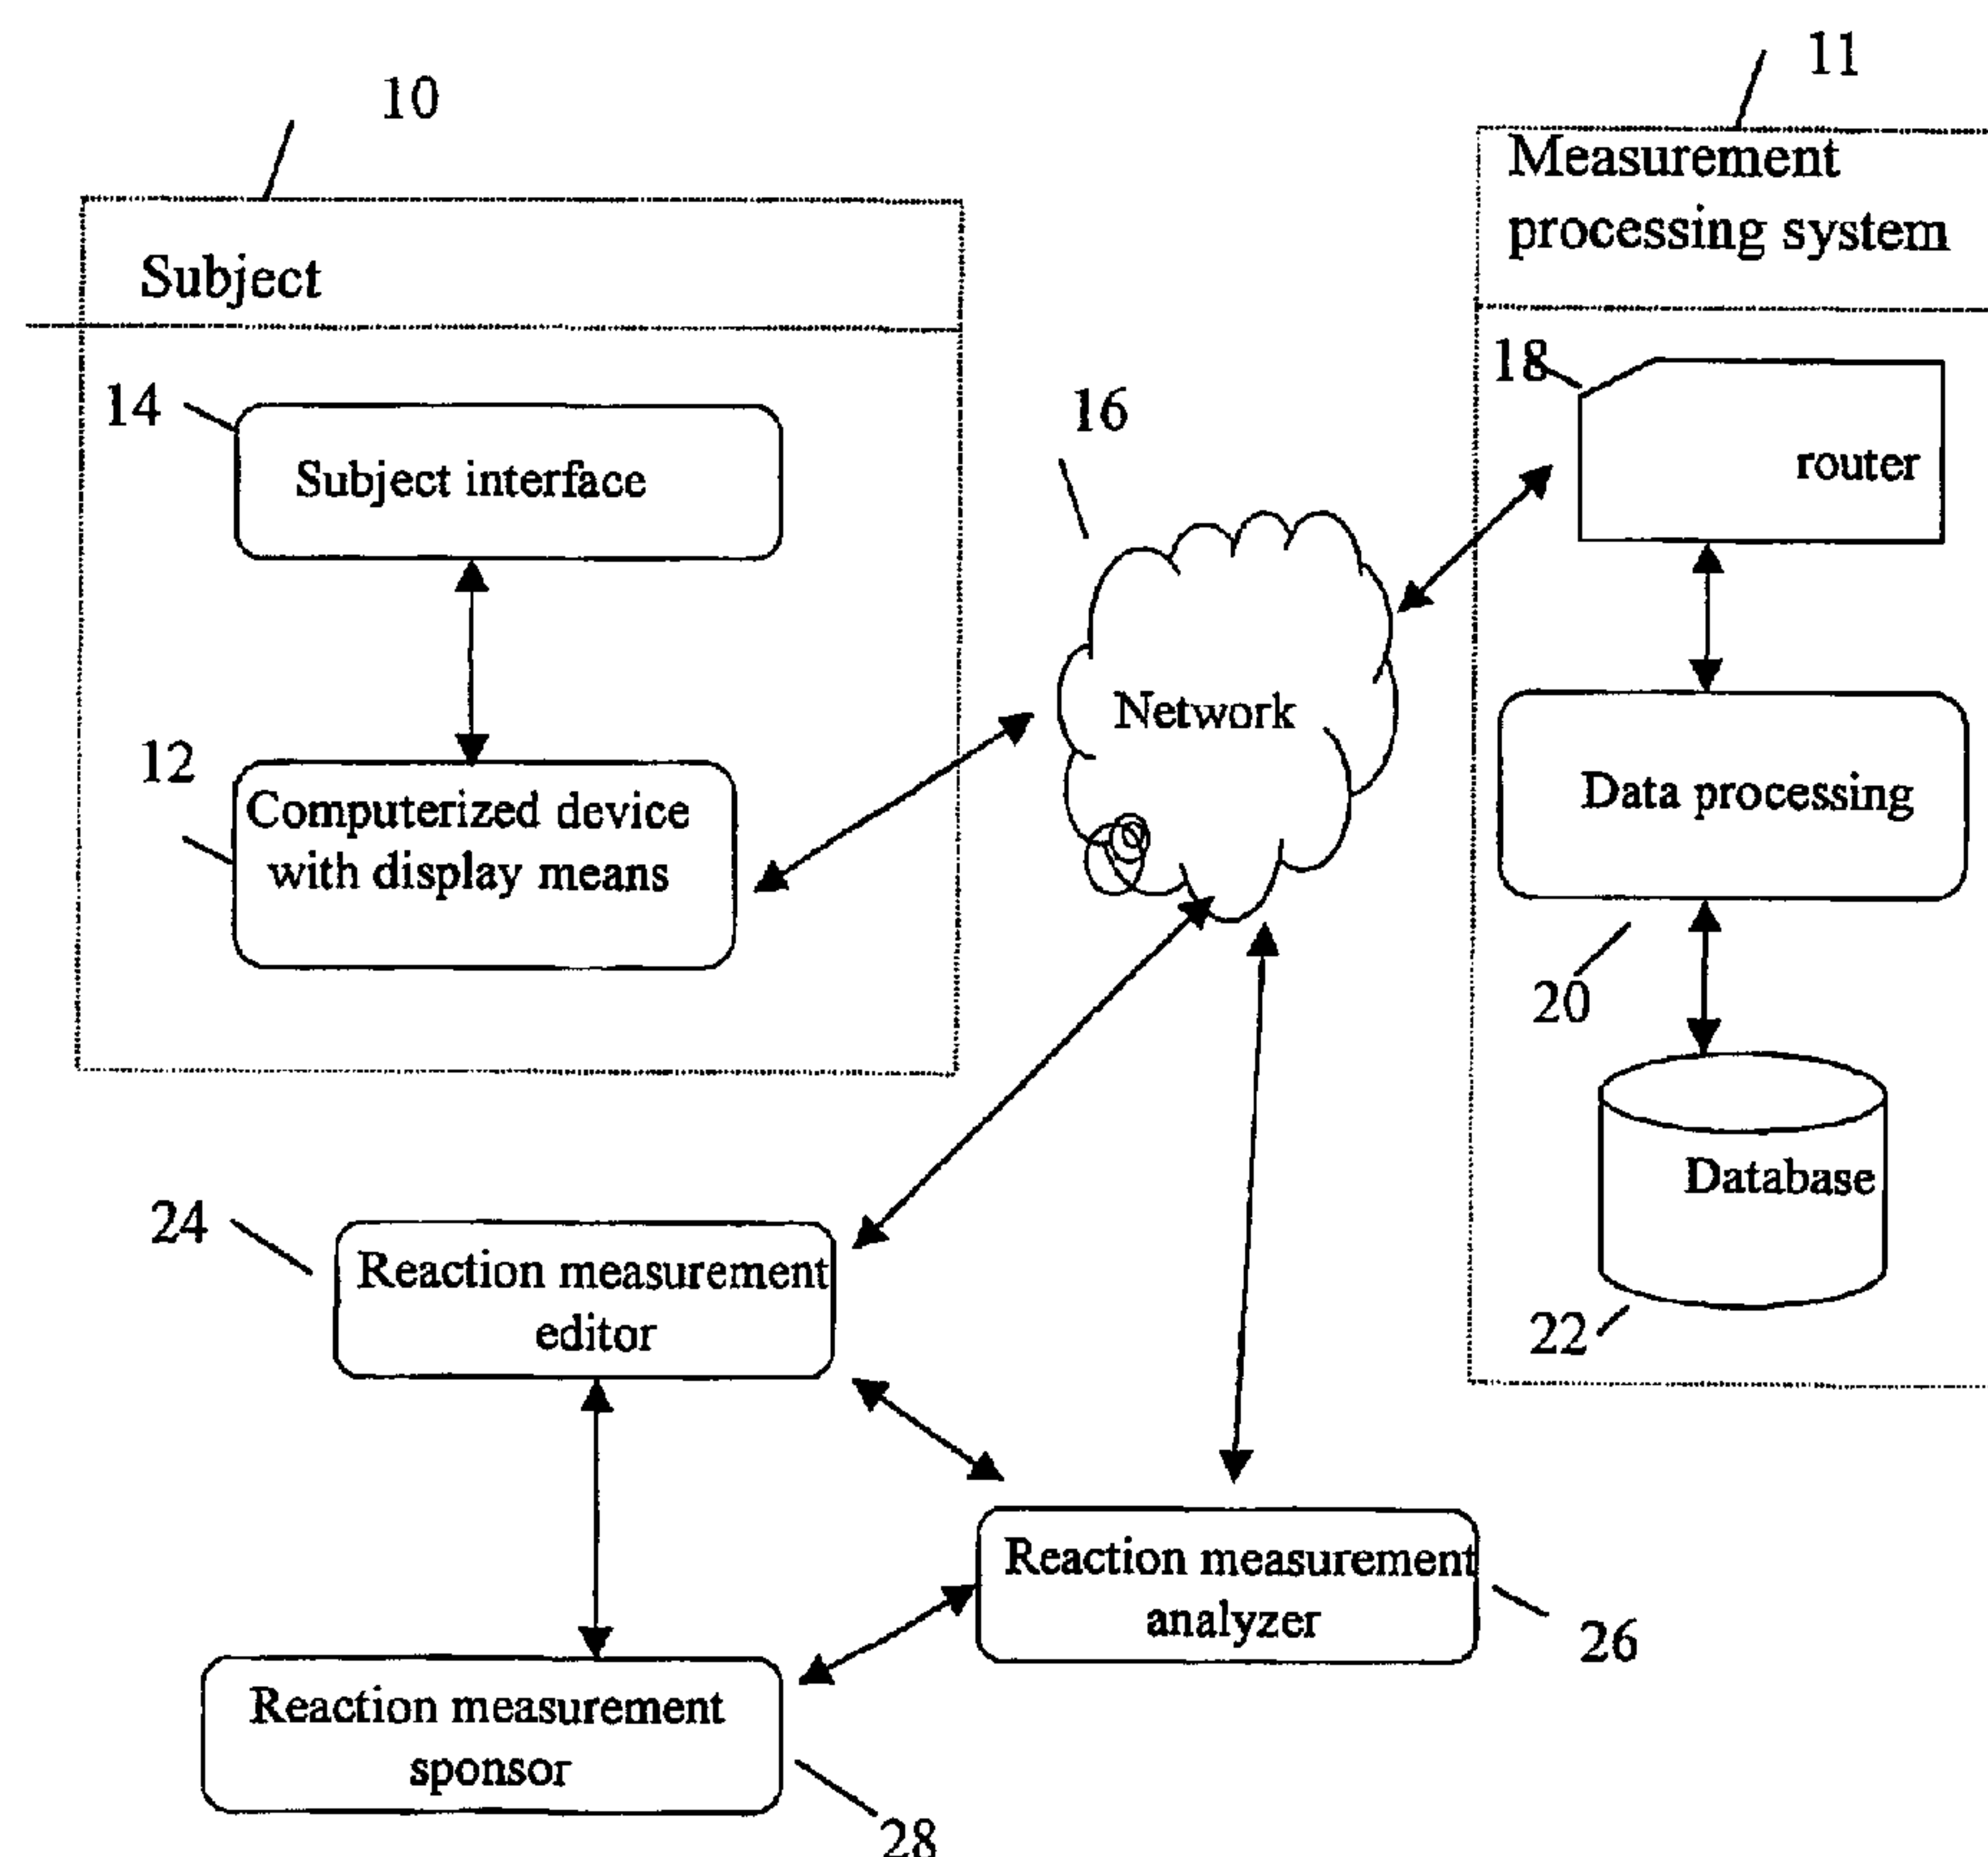 10
11
Measurement
processing system
Subject
14
Subject interface
16
18
router
Network
12
Computerized device
with display means
Data processing
20
Database
22
24
Reaction measurement
editor
Reaction measurement
analyzer
26
Reaction measurement
sponsor
28